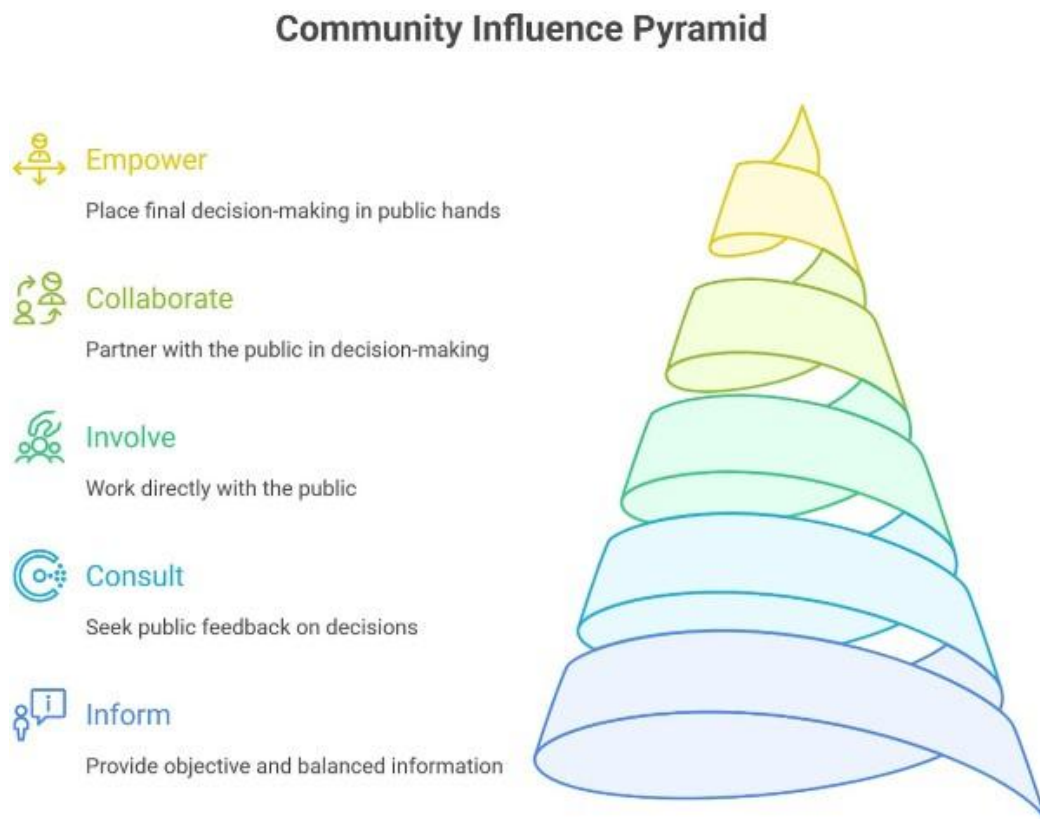 Community Influence Pyramid
Empower
Place final decision-making in public hands
Collaborate
Partner with the public in decision-making
Involve
Work directly with the public
Consult
Seek public feedback on decisions
i
Inform
Provide objective and balanced information